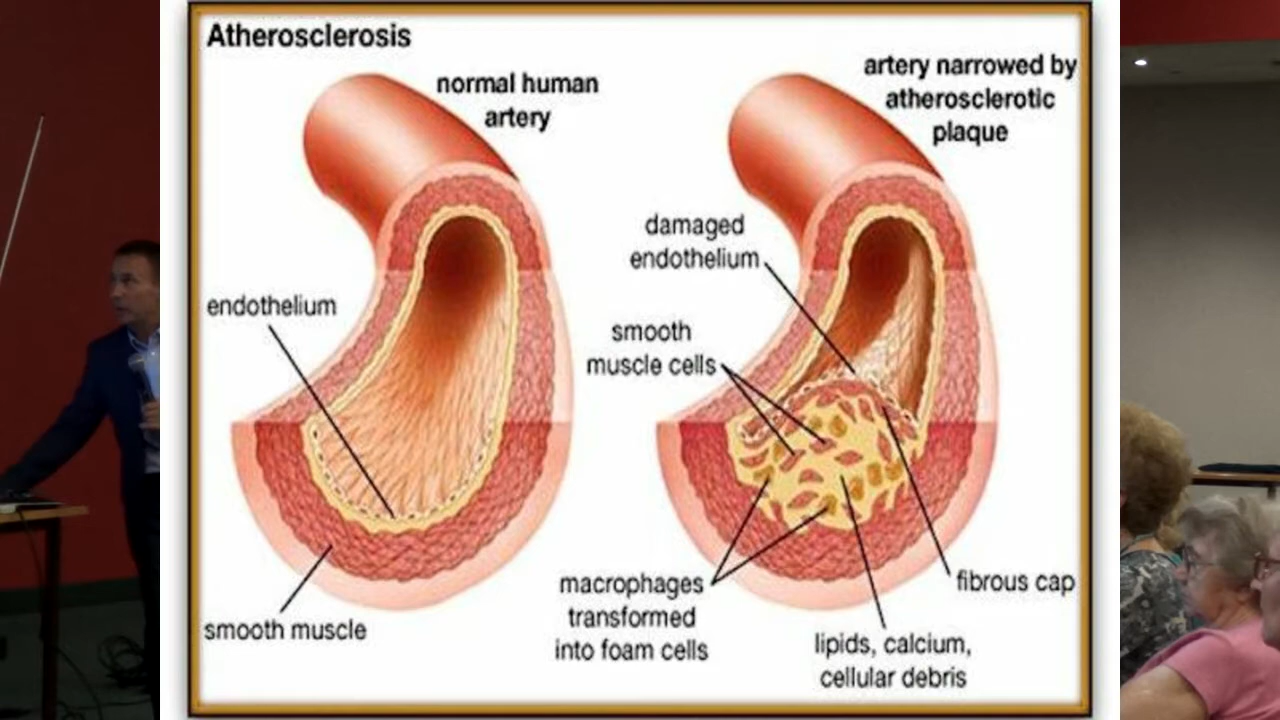 Atherosclerosis
normal human
artery
artery narrowed by
atherosclerotic
plaque
damaged
endothelium
endothelium
smooth
muscle cells
macrophages
transformed
into foam cells
fibrous cap
smooth muscle
lipids, calcium,
cellular debris